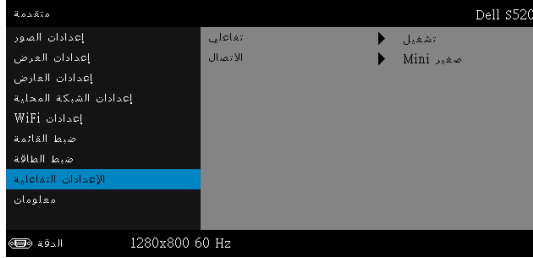 متقدمة
Dell S520
إعدادات الصور
إعدادات العرض
إعدادات العارض
إعدادات الشبكة المحلية
إعدادات WiFi
ضبط القائمة
ضبط الطاقة
الإعدادات التفاعلية
معلومات
تفاعلي تشغيل
الاتصال صغير Mini
الدقة 1280x800 60 Hz